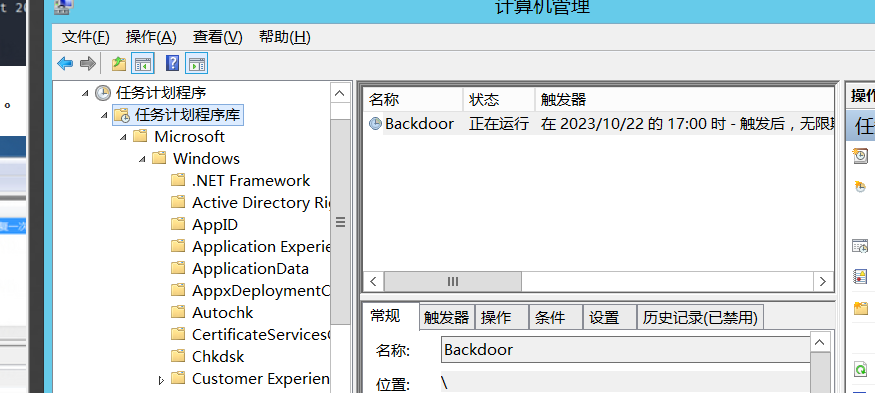 t 20
计算机管理
文件(F) 操作(A) 查看(V) 帮助(H)
任务计划程序
任务计划程序库
Microsoft
Windows
.NET Framework
Active Directory Ri
AppID
Application Experie
ApplicationData
AppxDeploymentC
Autochk
CertificateServicesC
Chkdsk
Customer Experien
名称 状态 触发器
Backdoor 正在运行 在 2023/10/22 的 17:00 时 - 触发后，无限期
常规 触发器 操作 条件 设置 历史记录(已禁用)
名称: Backdoor
位置: \
操作
任